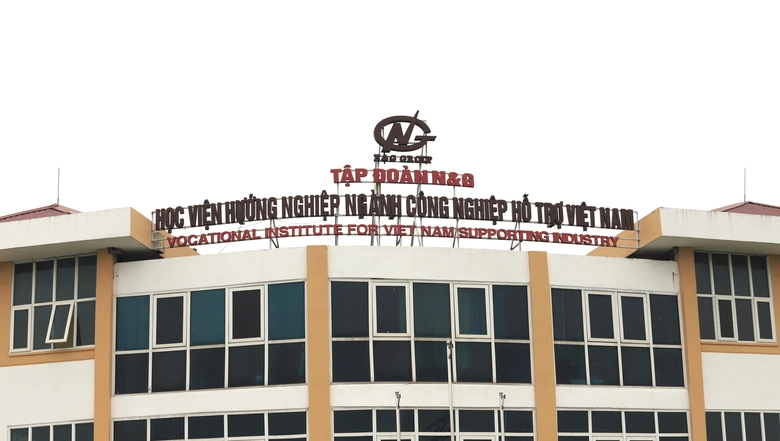 N&G GROUP
TẬP ĐOÀN N&G
HỌC VIỆN HƯỚNG NGHIỆP NGÀNH CÔNG NGHIỆP HỖ TRỢ VIỆT NAM
VOCATIONAL INSTITUTE FOR VIET NAM SUPPORTING INDUSTRY